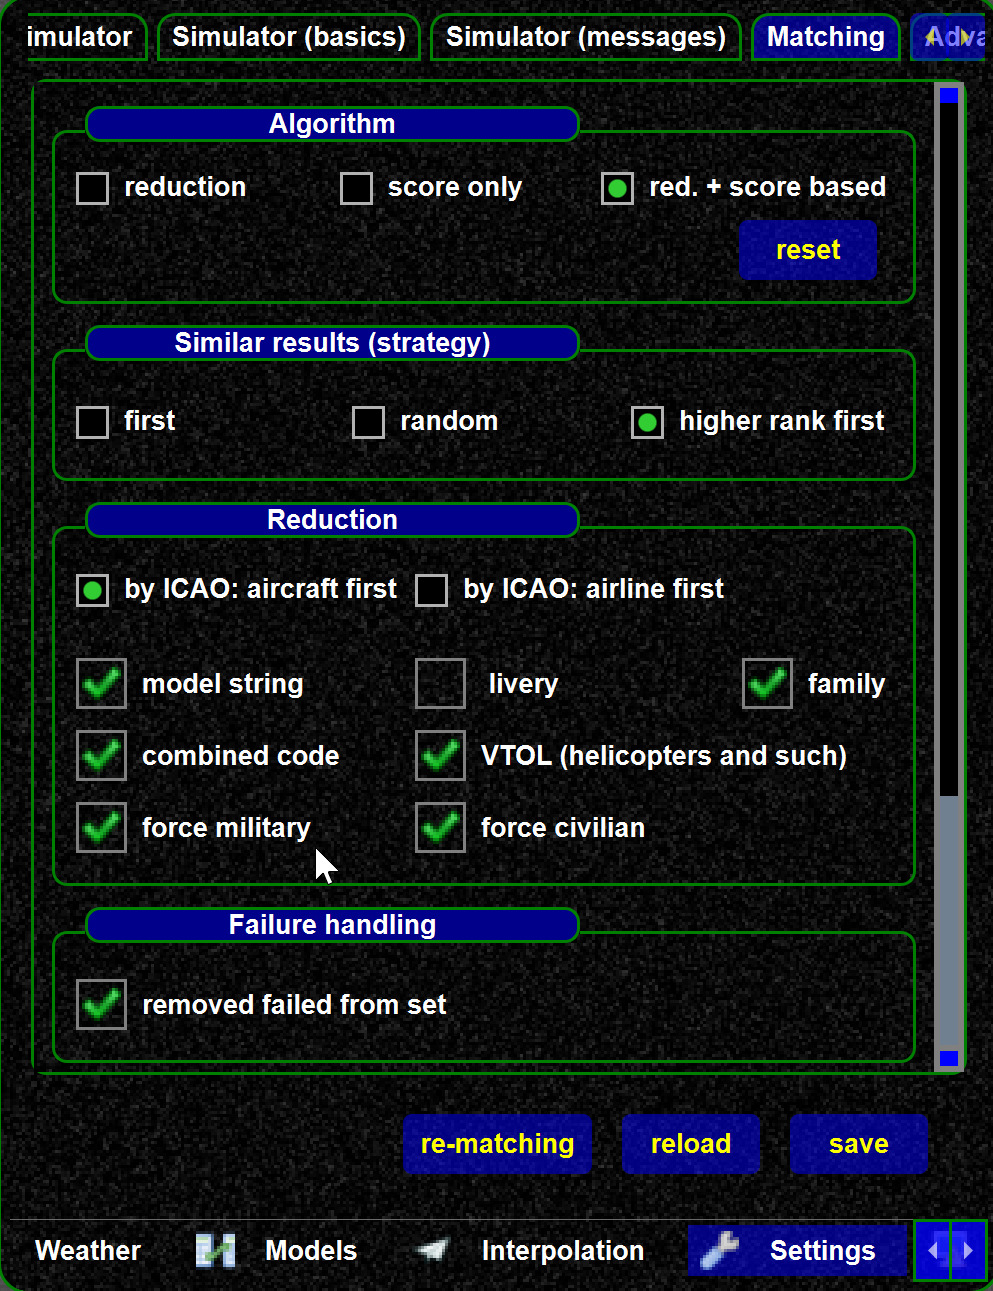 imulator Simulator (basics) Simulator (messages) Matching Adva
Algorithm
reduction score only red. + score based
reset
Similar results (strategy)
first random higher rank first
Reduction
by ICAO: aircraft first by ICAO: airline first
model string livery family
combined code VTOL (helicopters and such)
force military force civilian
Failure handling
removed failed from set
re-matching reload save
Weather Models Interpolation Settings